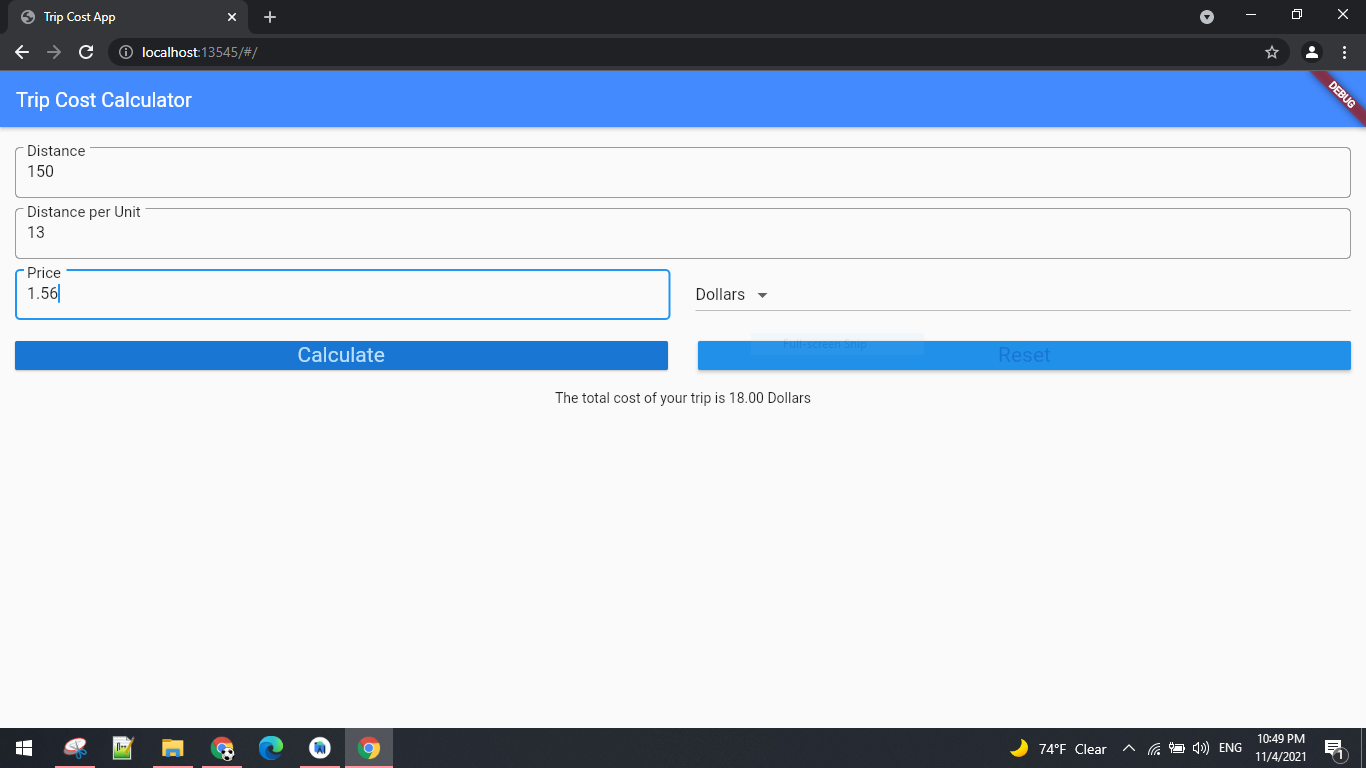 Trip Cost App
localhost:13545/#/
Trip Cost Calculator
DEBUG
Distance
150
Distance per Unit
13
Price
1.56
Dollars
Full-screen Snip
Calculate
Reset
The total cost of your trip is 18.00 Dollars
74°F Clear
ENG
10:49 PM
11/4/2021
1